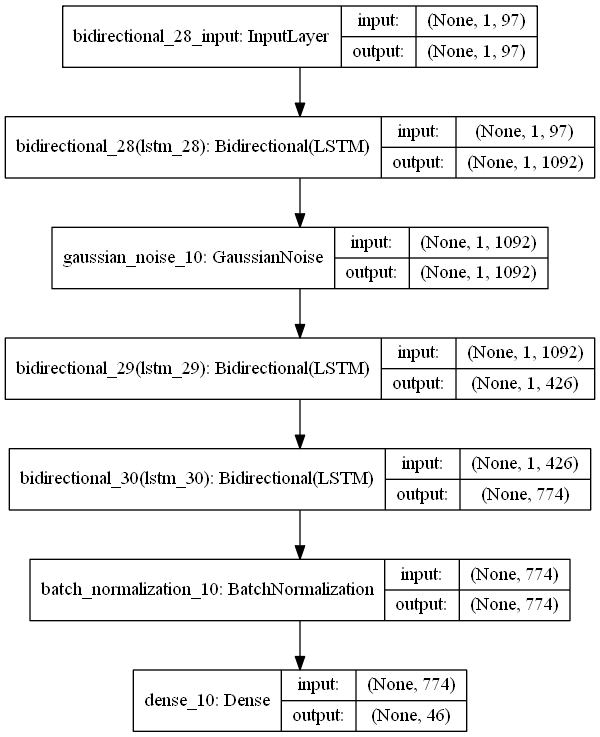 bidirectional_28_input: InputLayer
input: (None, 1, 97)
output: (None, 1, 97)
bidirectional_28(lstm_28): Bidirectional(LSTM)
input: (None, 1, 97)
output: (None, 1, 1092)
gaussian_noise_10: GaussianNoise
input: (None, 1, 1092)
output: (None, 1, 1092)
bidirectional_29(lstm_29): Bidirectional(LSTM)
input: (None, 1, 1092)
output: (None, 1, 426)
bidirectional_30(lstm_30): Bidirectional(LSTM)
input: (None, 1, 426)
output: (None, 774)
batch_normalization_10: BatchNormalization
input: (None, 774)
output: (None, 774)
dense_10: Dense
input: (None, 774)
output: (None, 46)